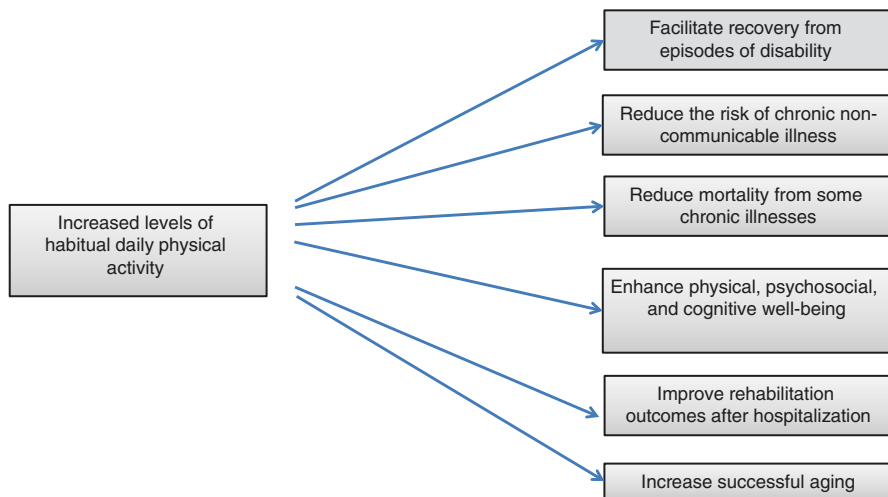 Facilitate recovery from
episodes of disability
Reduce the risk of chronic non-
communicable illness
Reduce mortality from some
chronic illnesses
Increased levels of
habitual daily physical
activity
Enhance physical, psychosocial,
and cognitive well-being
Improve rehabilitation
outcomes after hospitalization
Increase successful aging